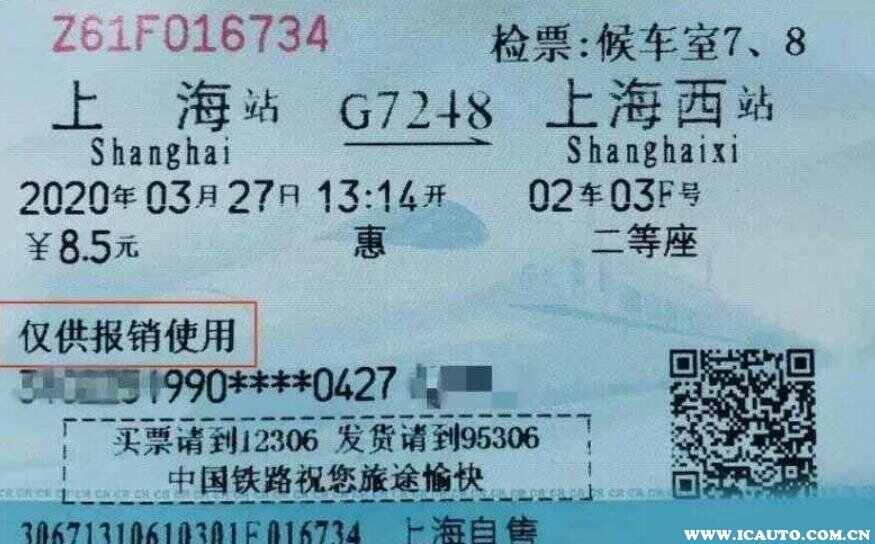 Z61F016734 检票:候车室7、8
上海站 G7248 上海西站
Shanghai Shanghaixi
2020年03月27日 13:14开 02车03F号
￥8.5元 惠 二等座
仅供报销使用
1990****0427
买票请到12306 发货请到95306
中国铁路祝您旅途愉快
30671310610301F016734 上海自售
WWW.ICAUTO.COM.CN